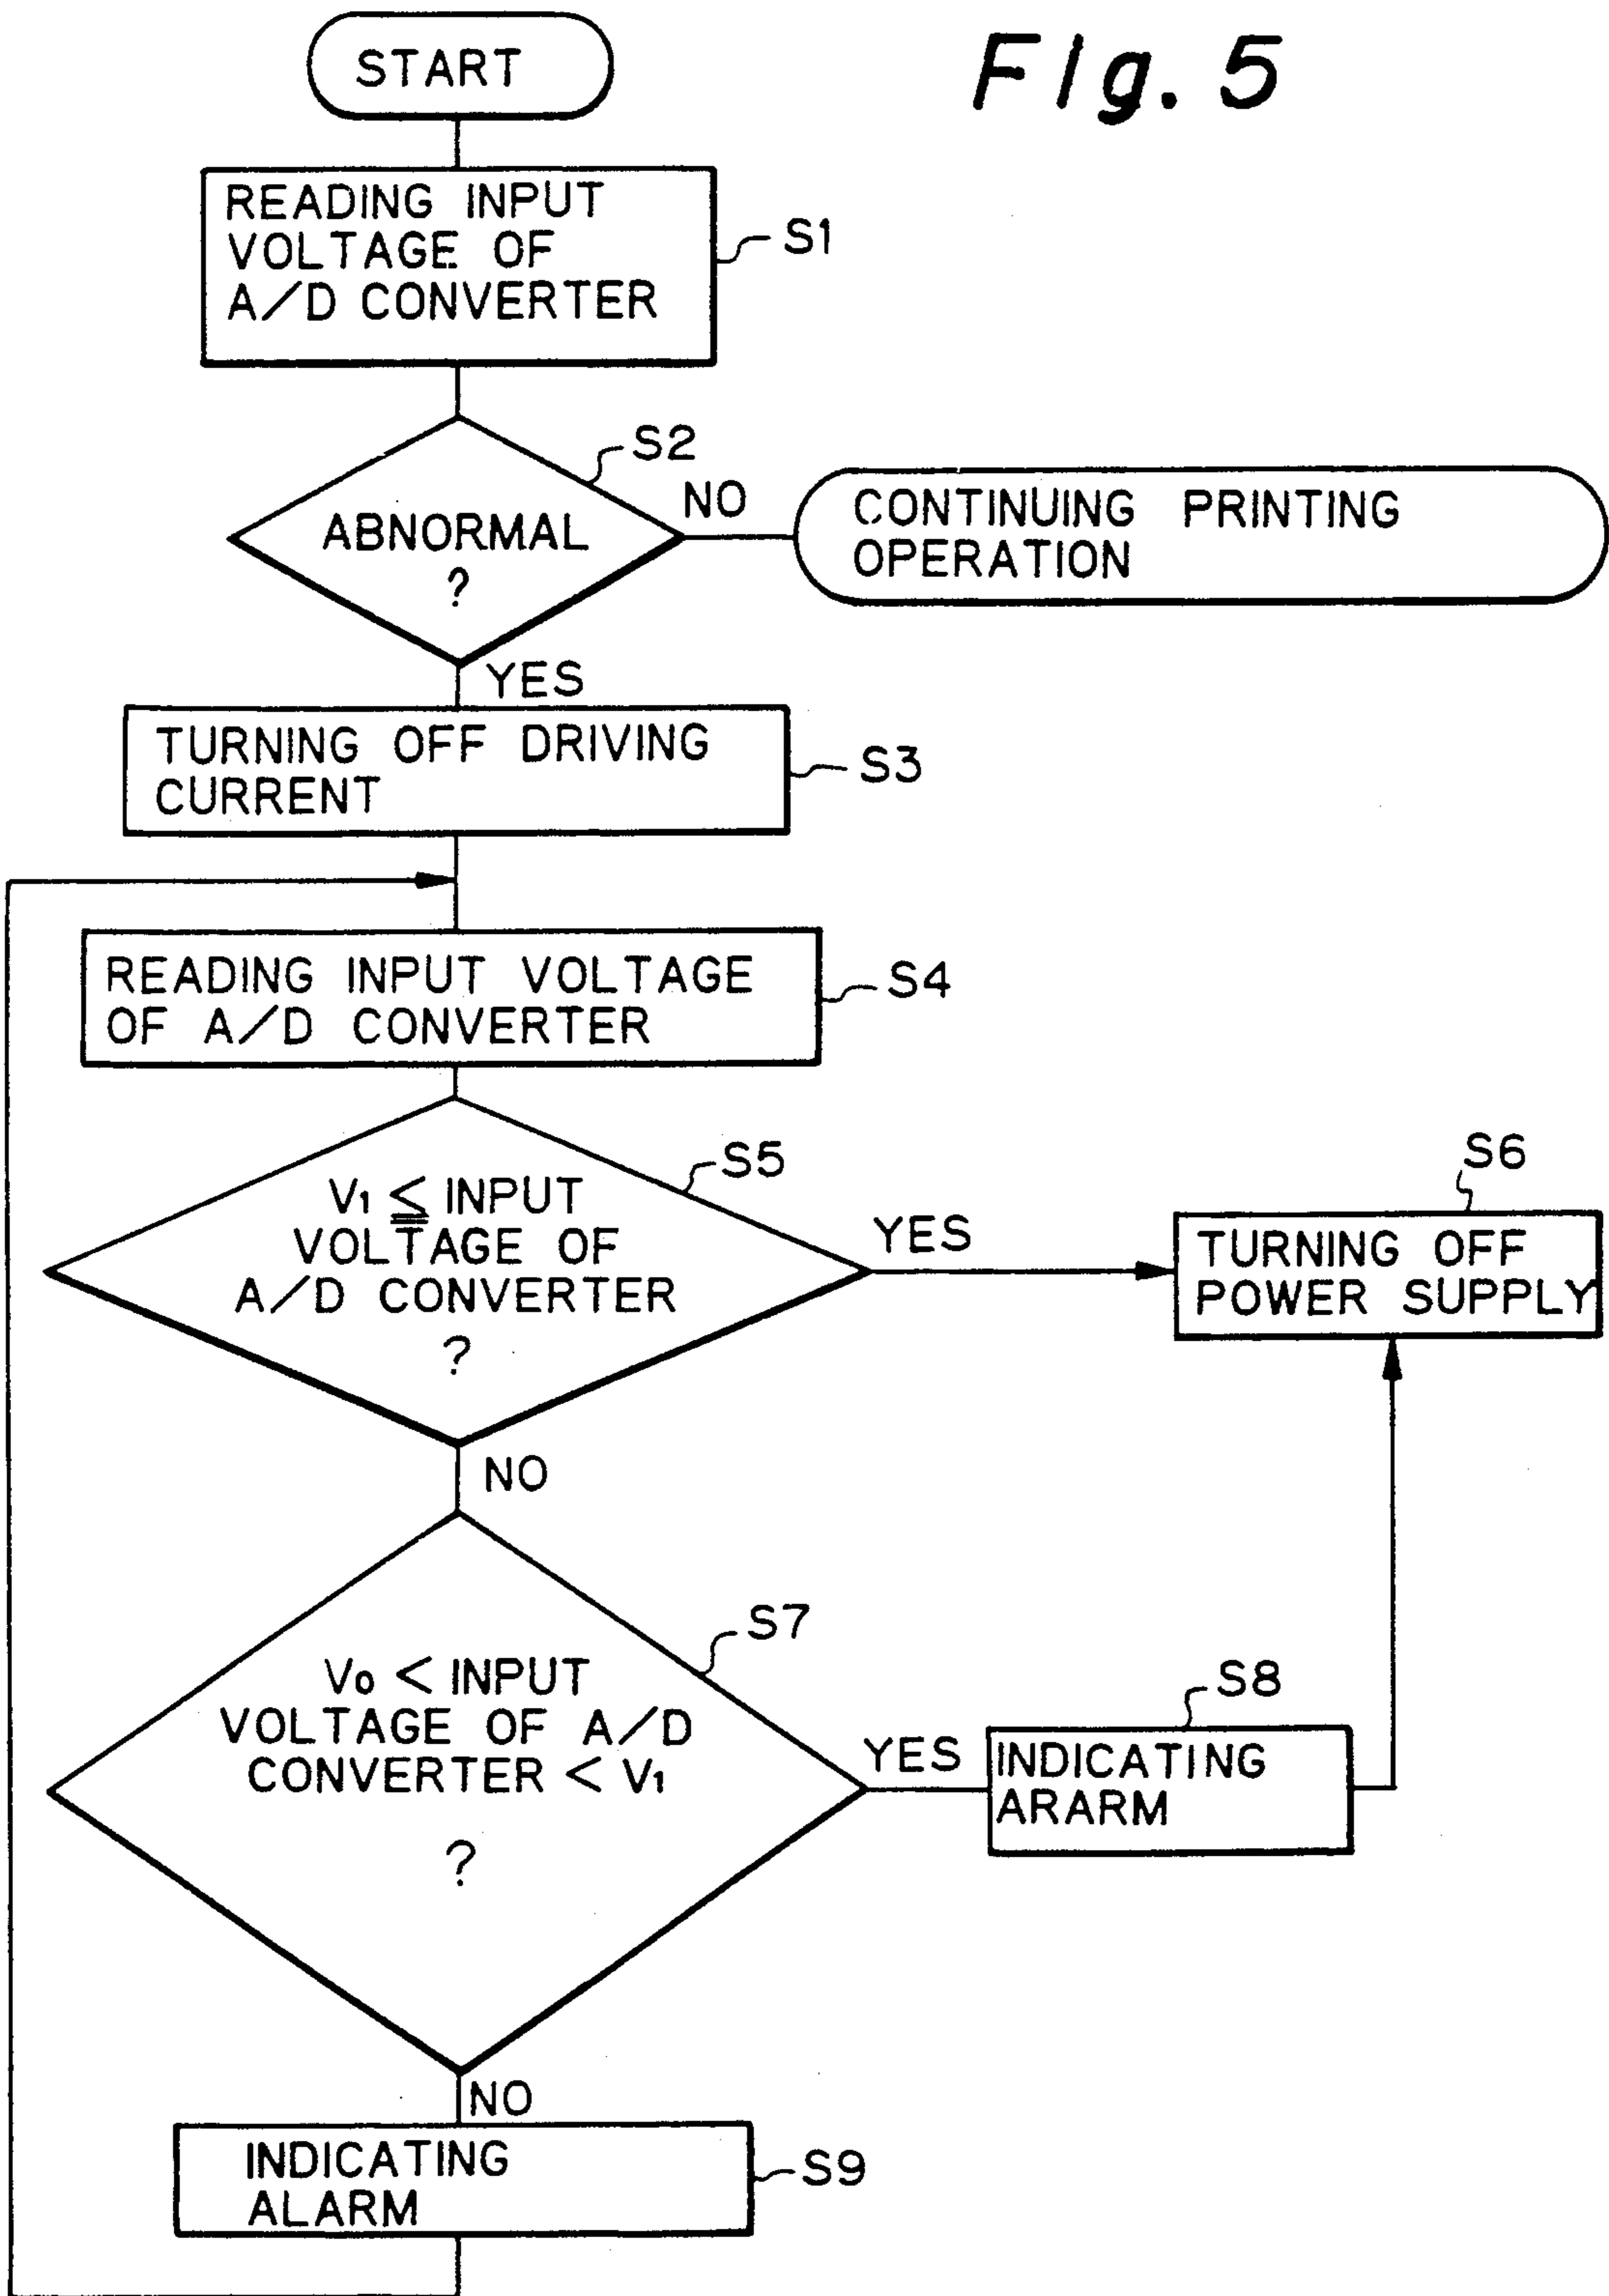 Fig. 5
START
READING INPUT
VOLTAGE OF
A/D CONVERTER
S1
S2
ABNORMAL
?
NO
CONTINUING PRINTING
OPERATION
YES
TURNING OFF DRIVING
CURRENT
S3
READING INPUT VOLTAGE
OF A/D CONVERTER
S4
S5
V1 ≦ INPUT
VOLTAGE OF
A/D CONVERTER
?
YES
S6
TURNING OFF
POWER SUPPLY
NO
S7
V0 < INPUT
VOLTAGE OF A/D
CONVERTER < V1
?
YES
S8
INDICATING
ARARM
NO
INDICATING
ALARM
S9